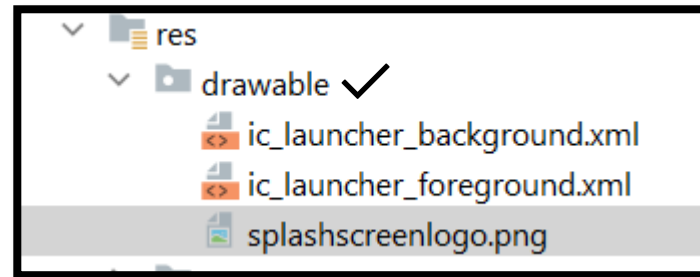 res
drawable
ic_launcher_background.xml
ic_launcher_foreground.xml
splashscreenlogo.png